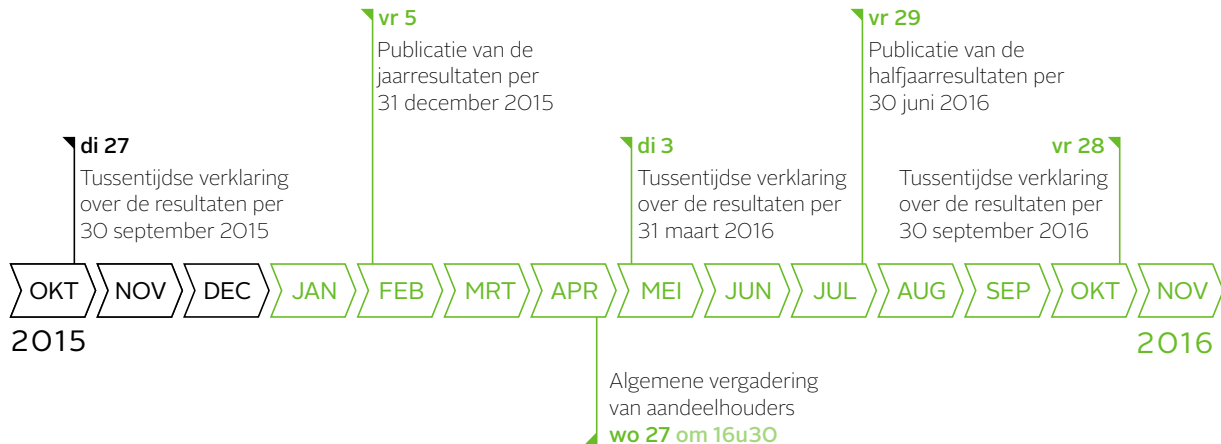 vr 5
Publicatie van de
jaarresultaten per
31 december 2015
vr 29
Publicatie van de
halfjaarresultaten per
30 juni 2016
di 27
Tussentijdse verklaring
over de resultaten per
30 september 2015
di 3
Tussentijdse verklaring
over de resultaten per
31 maart 2016
vr 28
Tussentijdse verklaring
over de resultaten per
30 september 2016
OKT NOV DEC JAN FEB MRT APR MEI JUN JUL AUG SEP OKT NOV
2015 2016
Algemene vergadering
van aandeelhouders
wo 27 om 16u30